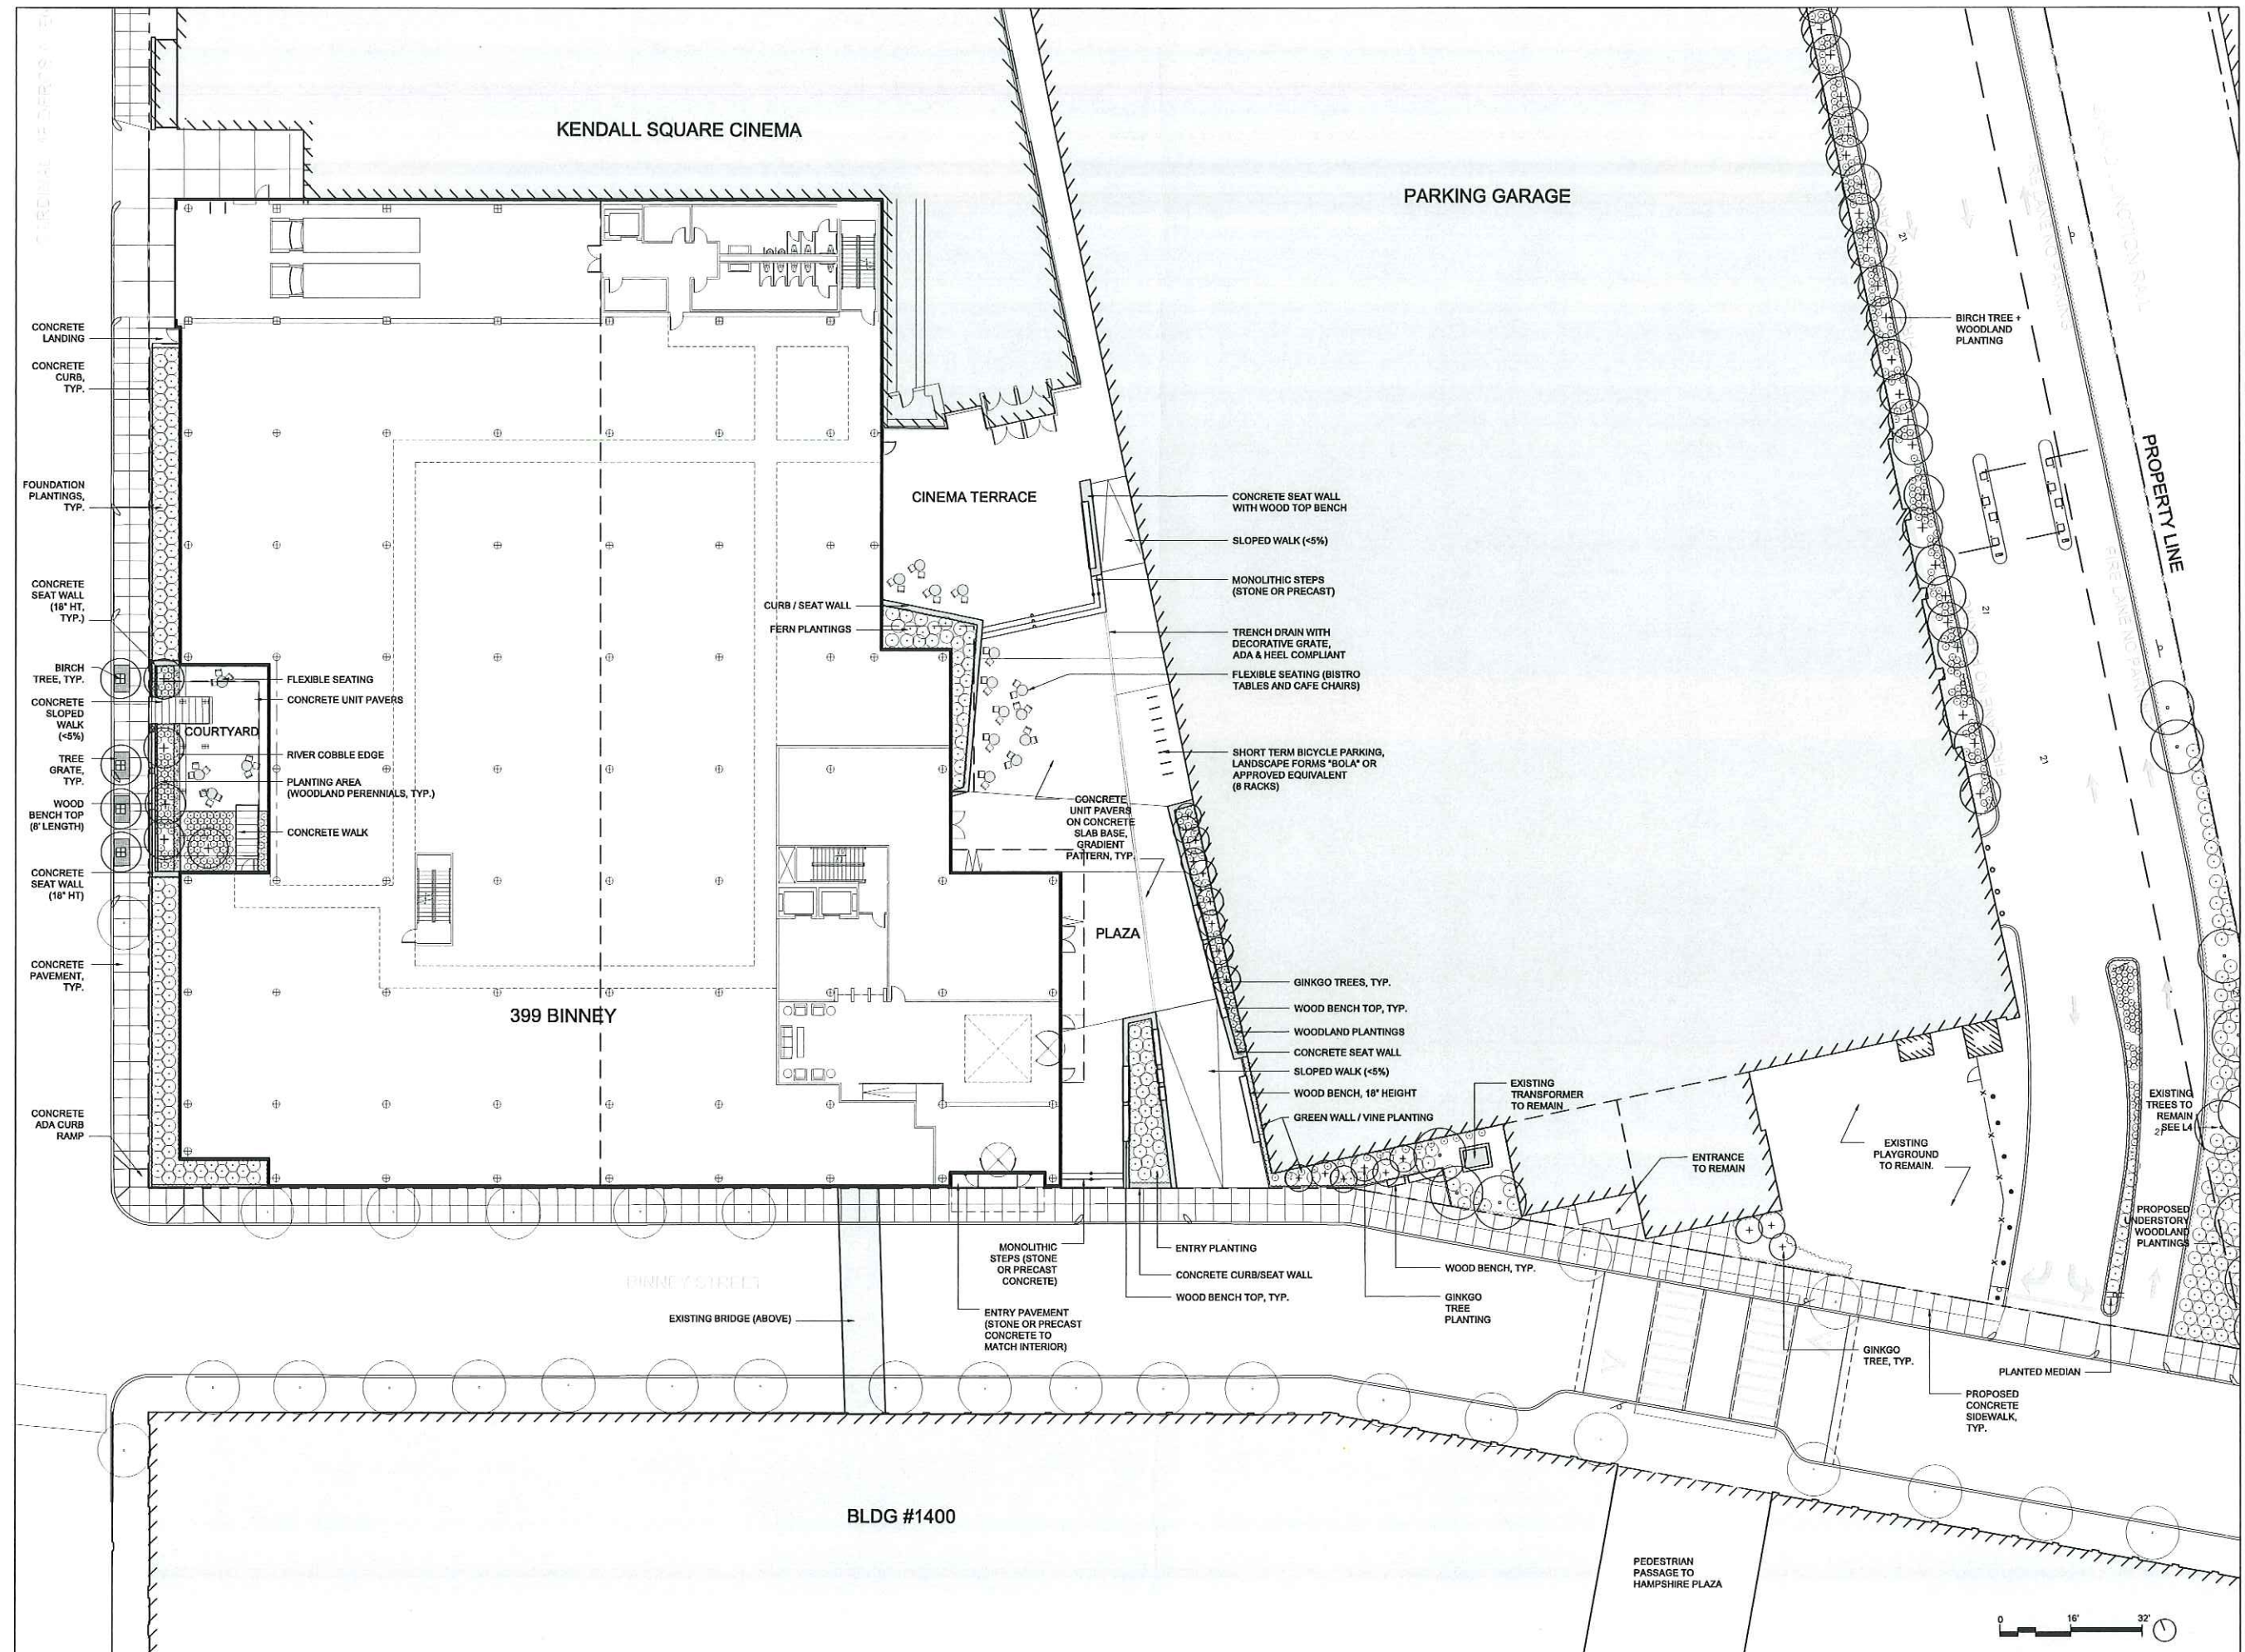 KENDALL SQUARE CINEMA
PARKING GARAGE
CONCRETE
LANDING
CONCRETE
CURB,
TYP.
FOUNDATION
PLANTINGS,
TYP.
CONCRETE
SEAT WALL
(18" HT,
TYP.)
BIRCH
TREE, TYP.
CONCRETE
SLOPED
WALK
(<5%)
TREE
GRATE,
TYP.
WOOD
BENCH TOP
(8' LENGTH)
CONCRETE
SEAT WALL
(18" HT)
CONCRETE
PAVEMENT,
TYP.
CONCRETE
ADA CURB
RAMP
FLEXIBLE SEATING
CONCRETE UNIT PAVERS
COURTYARD
RIVER COBBLE EDGE
PLANTING AREA
(WOODLAND PERENNIALS, TYP.)
CONCRETE WALK
399 BINNEY
CINEMA TERRACE
CURB / SEAT WALL
FERN PLANTINGS
CONCRETE
UNIT PAVERS
ON CONCRETE
SLAB BASE,
GRADIENT
PATTERN, TYP.
PLAZA
CONCRETE SEAT WALL
WITH WOOD TOP BENCH
SLOPED WALK (<5%)
MONOLITHIC STEPS
(STONE OR PRECAST)
TRENCH DRAIN WITH
DECORATIVE GRATE,
ADA & HEEL COMPLIANT
FLEXIBLE SEATING (BISTRO
TABLES AND CAFE CHAIRS)
SHORT TERM BICYCLE PARKING,
LANDSCAPE FORMS "BOLA" OR
APPROVED EQUIVALENT
(8 RACKS)
GINKGO TREES, TYP.
WOOD BENCH TOP, TYP.
WOODLAND PLANTINGS
CONCRETE SEAT WALL
SLOPED WALK (<5%)
WOOD BENCH, 18" HEIGHT
GREEN WALL / VINE PLANTING
EXISTING
TRANSFORMER
TO REMAIN
ENTRANCE
TO REMAIN
EXISTING
PLAYGROUND
TO REMAIN.
BIRCH TREE +
WOODLAND
PLANTING
PROPERTY LINE
FIRE LANE NO PARKING
21
21
21
21
EXISTING
TREES TO
REMAIN
SEE L4
PROPOSED
UNDERSTORY
WOODLAND
PLANTINGS
BINNEY STREET
EXISTING BRIDGE (ABOVE)
MONOLITHIC
STEPS (STONE
OR PRECAST
CONCRETE)
ENTRY PAVEMENT
(STONE OR PRECAST
CONCRETE TO
MATCH INTERIOR)
ENTRY PLANTING
CONCRETE CURB/SEAT WALL
WOOD BENCH TOP, TYP.
WOOD BENCH, TYP.
GINKGO
TREE
PLANTING
GINKGO
TREE, TYP.
PLANTED MEDIAN
PROPOSED
CONCRETE
SIDEWALK,
TYP.
BLDG #1400
PEDESTRIAN
PASSAGE TO
HAMPSHIRE PLAZA
0 16' 32'